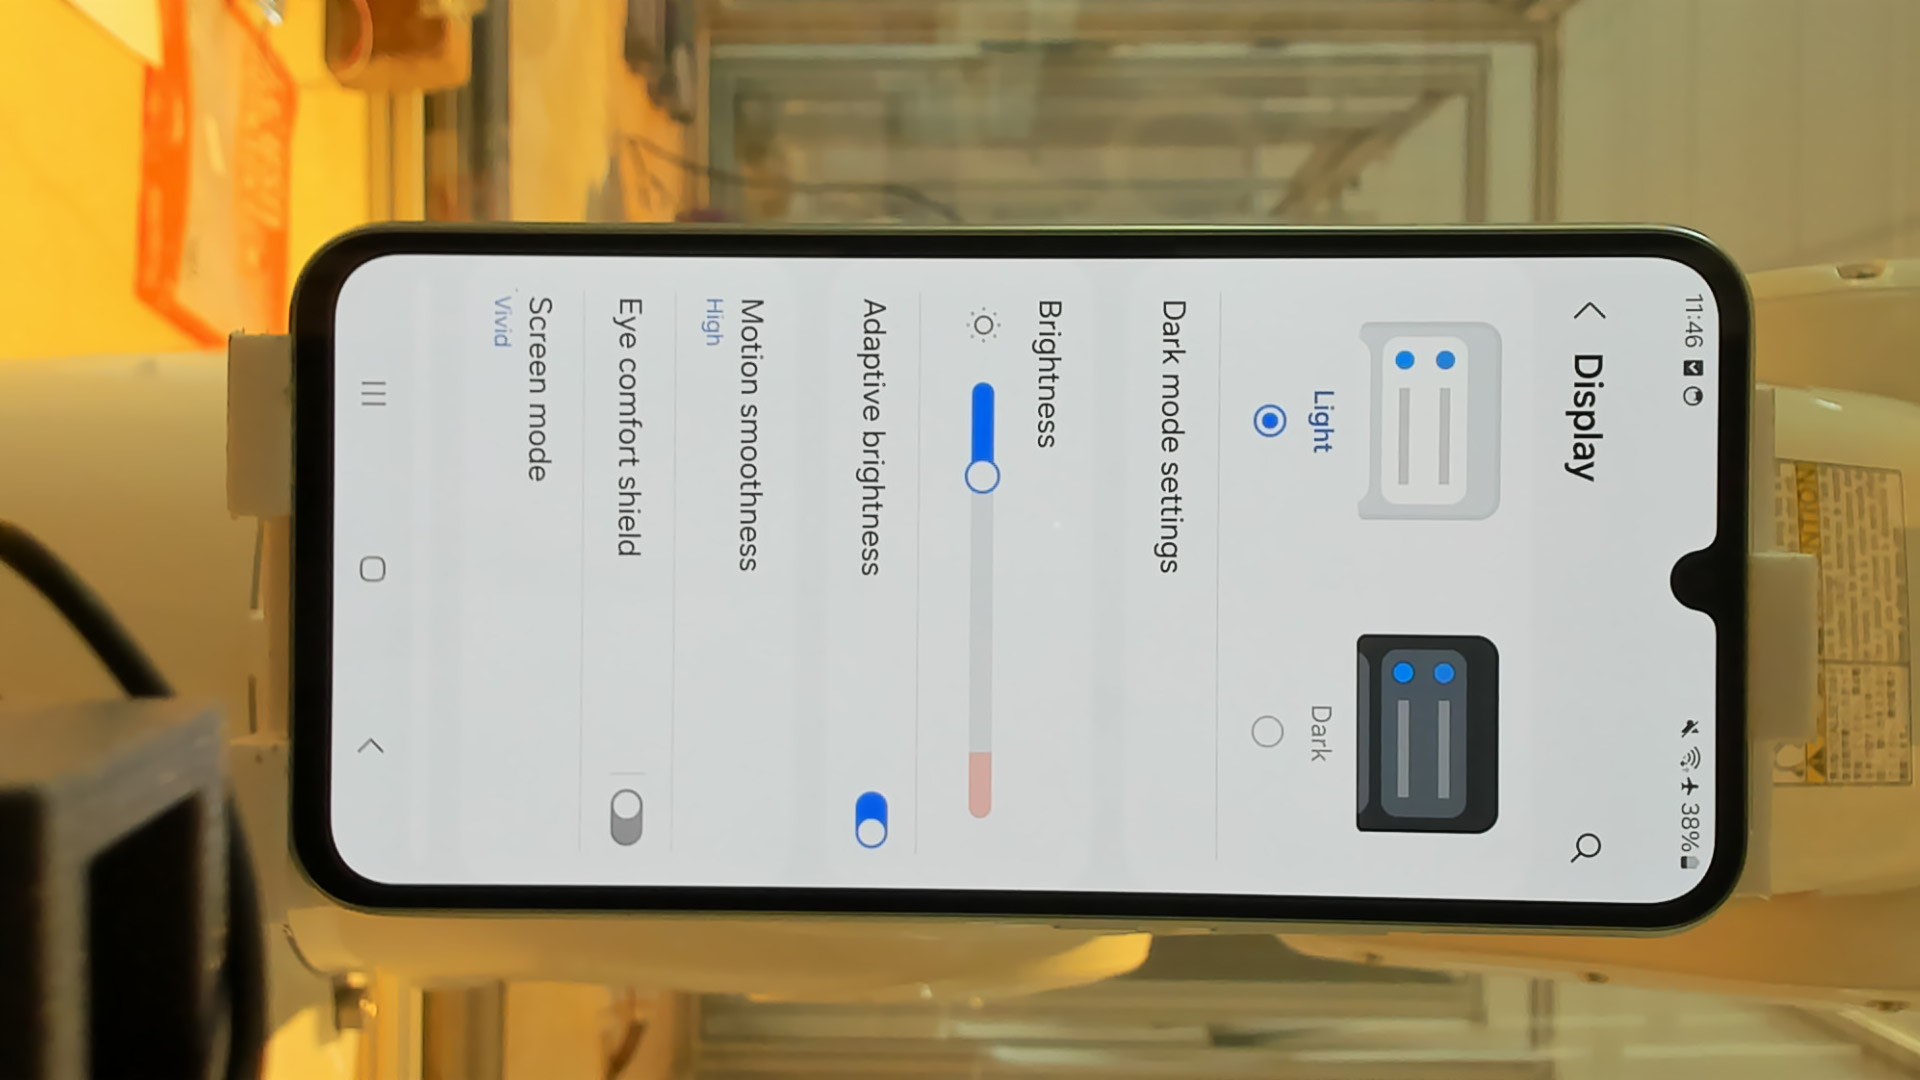 11:46
38%
Display
Light
Dark
Dark mode settings
Brightness
Adaptive brightness
Motion smoothness
High
Eye comfort shield
Screen mode
Vivid